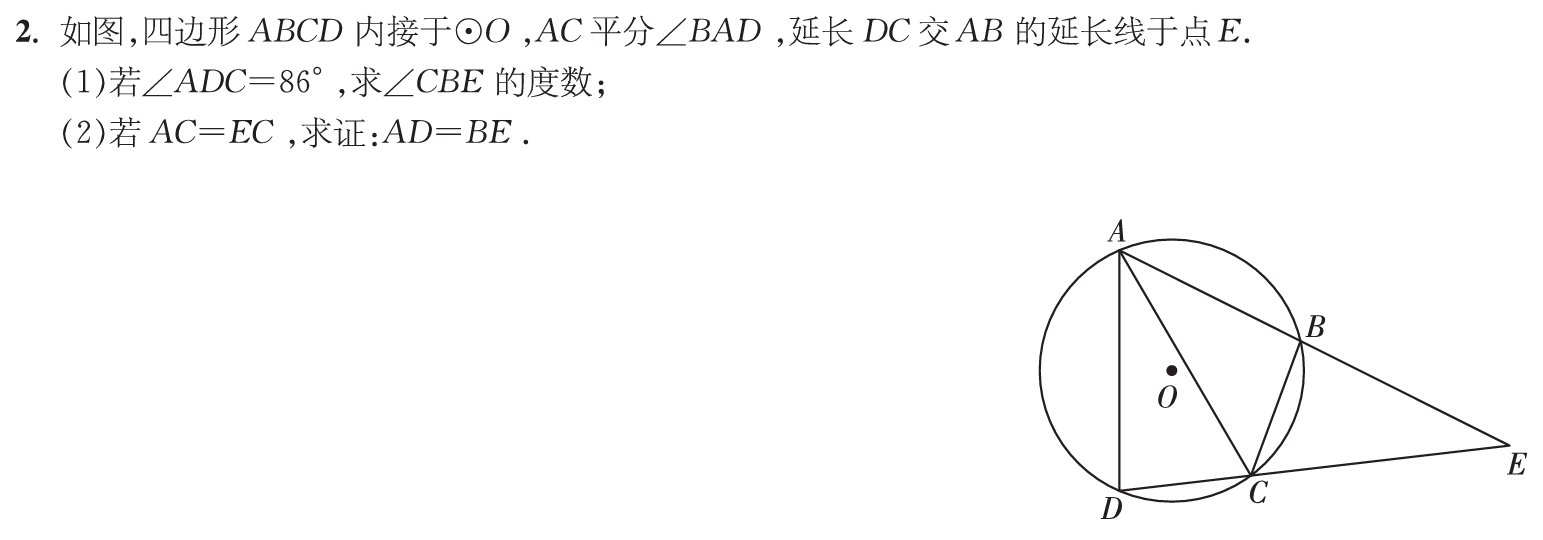 2. 如图,四边形 ABCD 内接于⊙O ,AC 平分∠BAD ,延长 DC 交 AB 的延长线于点 E.
(1)若∠ADC=86° ,求∠CBE 的度数;
(2)若 AC=EC ,求证:AD=BE .
A
B
O
E
C
D